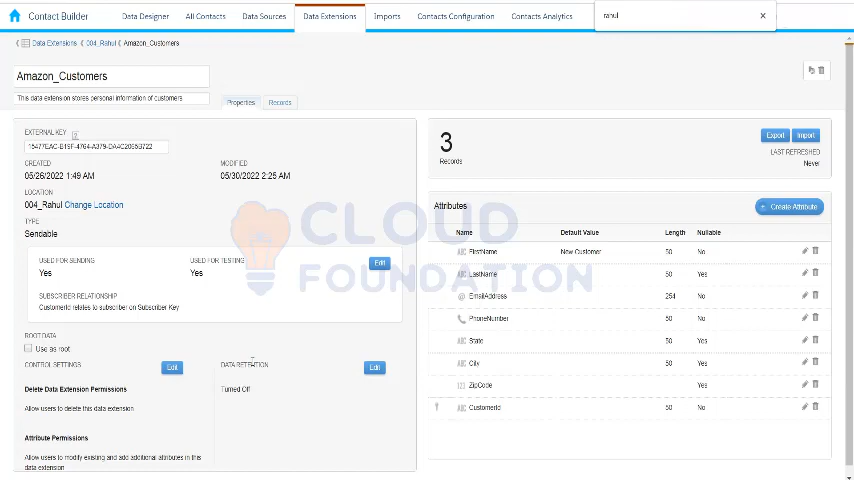 Contact Builder
Data Designer
All Contacts
Data Sources
Data Extensions
Imports
Contacts Configuration
Contacts Analytics
rahul
Data Extensions
004_Rahul
Amazon_Customers
Amazon_Customers
This data extension stores personal information of customers
Properties
Records
EXTERNAL KEY
CREATED
MODIFIED
05/26/2022 1:49 AM
05/30/2022 2:25 AM
LOCATION
004_Rahul Change Location
TYPE
Sendable
USED FOR SENDING
USED FOR TESTING
Edit
Yes
Yes
SUBSCRIBER RELATIONSHIP
CustomerId relates to subscriber on Subscriber Key
ROOT DATA
Use as root
CONTROL SETTINGS
Edit
DATA RETENTION
Edit
Delete Data Extension Permissions
Turned Off
Allow users to delete this data extension
Attribute Permissions
Allow users to modify existing and add additional attributes in this
data extension
3
Records
Export
Import
LAST REFRESHED
Never
Attributes
Create Attribute
Name Default Value Length Nullable
ABC FirstName New Customer 50 No
ABC LastName 50 Yes
@ EmailAddress 254 No
PhoneNumber 50 No
ABC State 50 Yes
ABC City 50 Yes
123 ZipCode Yes
ABC CustomerId 50 No
CLOUD
FOUNDATION